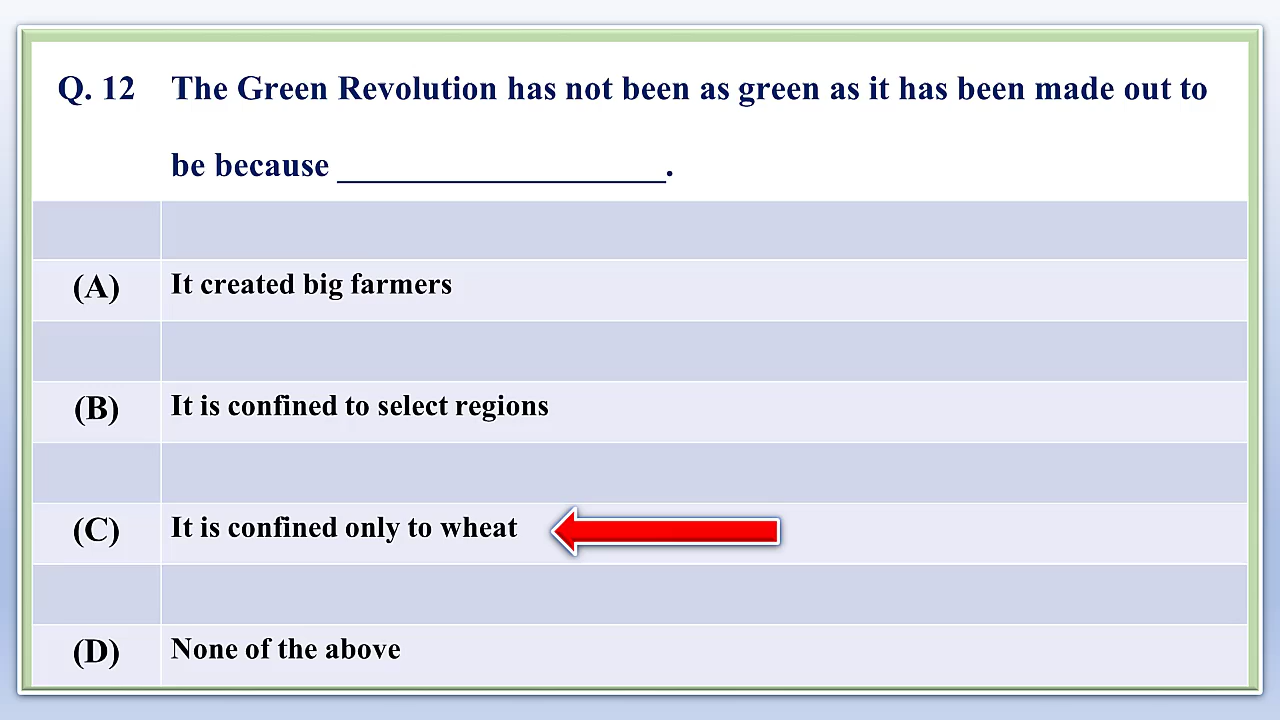 Q. 12 The Green Revolution has not been as green as it has been made out to
be because ____________________.
(A) It created big farmers
(B) It is confined to select regions
(C) It is confined only to wheat
(D) None of the above